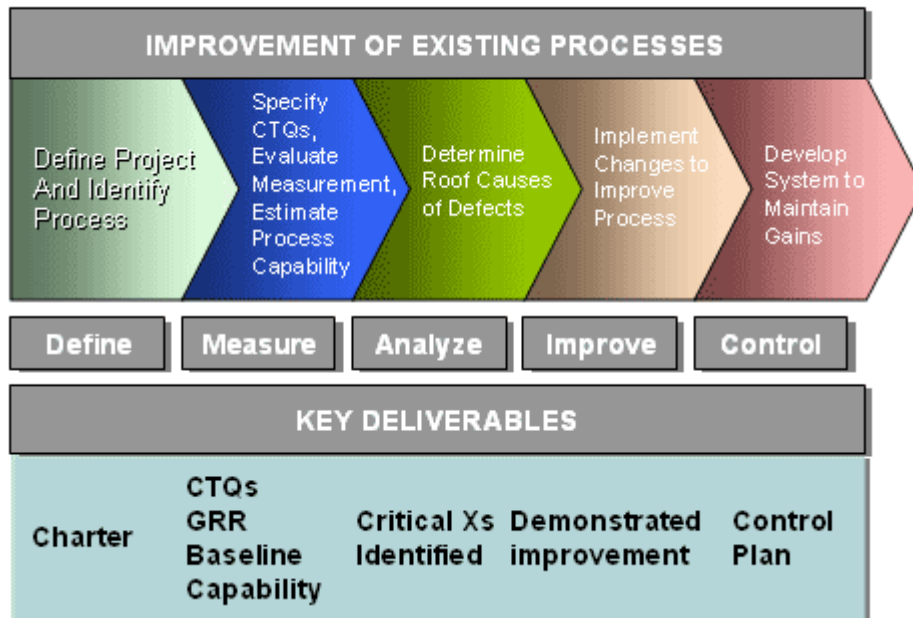 IMPROVEMENT OF EXISTING PROCESSES
Define Project
And Identify
Process
Specify
CTQs,
Evaluate
Measurement,
Estimate
Process
Capability
Determine
Roof Causes
of Defects
Implement
Changes to
Improve
Process
Develop
System to
Maintain
Gains
Define
Measure
Analyze
Improve
Control
KEY DELIVERABLES
Charter
CTQs
GRR
Baseline
Capability
Critical Xs
Identified
Demonstrated
improvement
Control
Plan